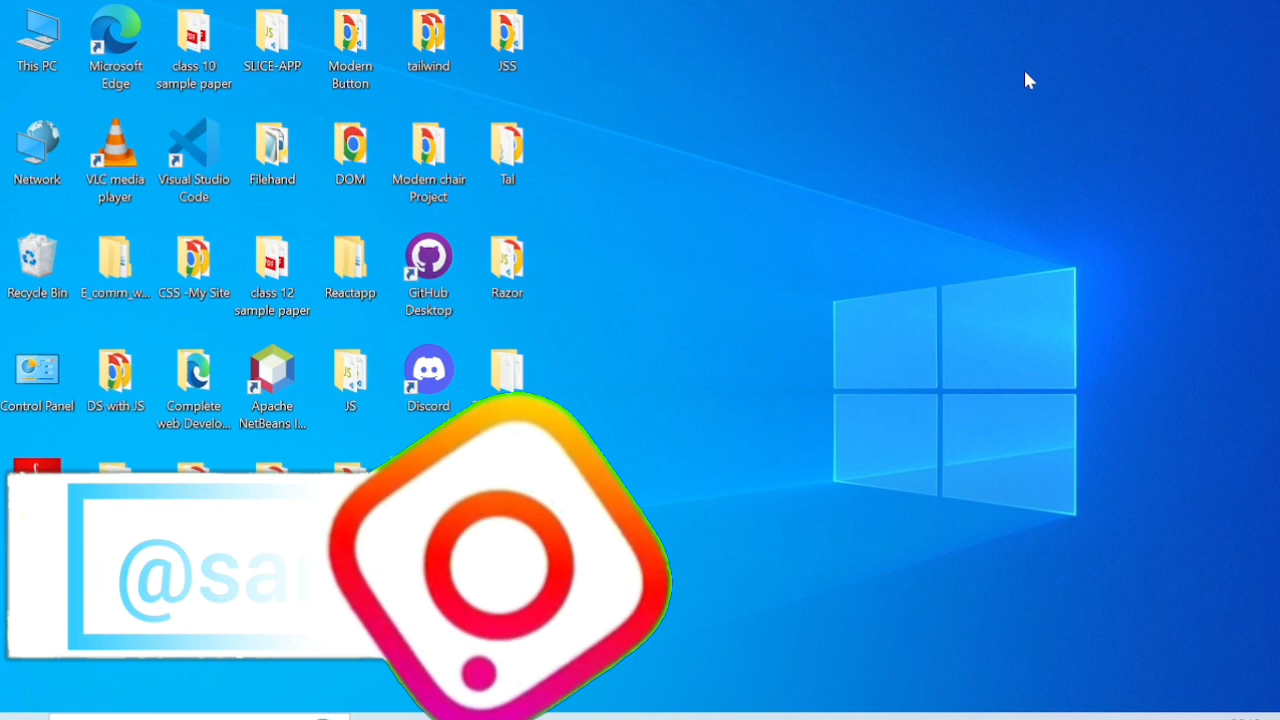 This PC
Microsoft
Edge
class 10
sample paper
SLICE-APP
Modern
Button
tailwind
JSS
Network
VLC media
player
Visual Studio
Code
Filehand
DOM
Modern chair
Project
Tal
Recycle Bin
E_comm_w...
CSS -My Site
class 12
sample paper
Reactapp
GitHub
Desktop
Razor
Control Panel
DS with JS
Complete
web Develo...
Apache
NetBeans I...
JS
Discord
@sa